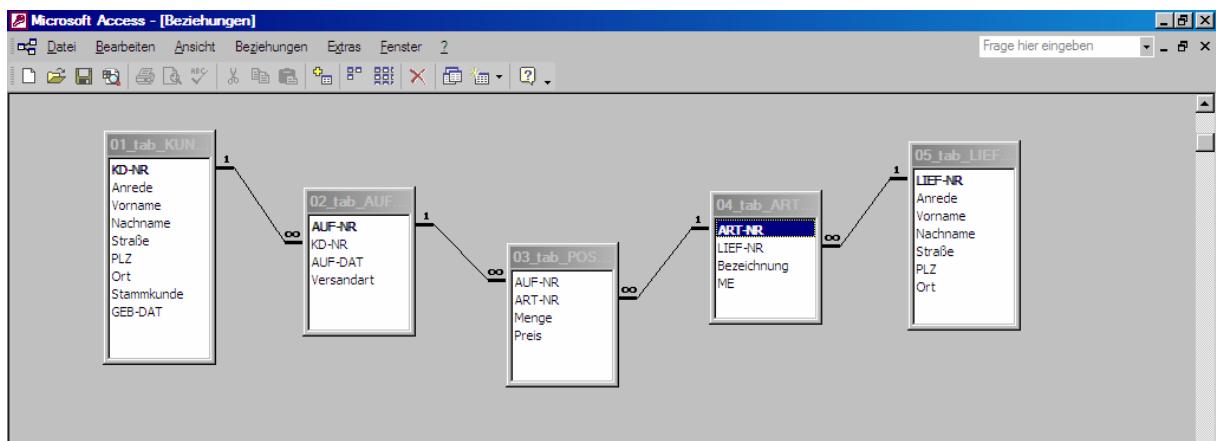 Microsoft Access - [Beziehungen]
Datei Bearbeiten Ansicht Beziehungen Extras Fenster ?
Frage hier eingeben
01_tab_KUN...
KD-NR
Anrede
Vorname
Nachname
Straße
PLZ
Ort
Stammkunde
GEB-DAT
1
∞
02_tab_AUF...
AUF-NR
KD-NR
AUF-DAT
Versandart
1
∞
03_tab_POS...
AUF-NR
ART-NR
Menge
Preis
∞
1
04_tab_ART...
ART-NR
LIEF-NR
Bezeichnung
ME
∞
1
05_tab_LIEF...
LIEF-NR
Anrede
Vorname
Nachname
Straße
PLZ
Ort